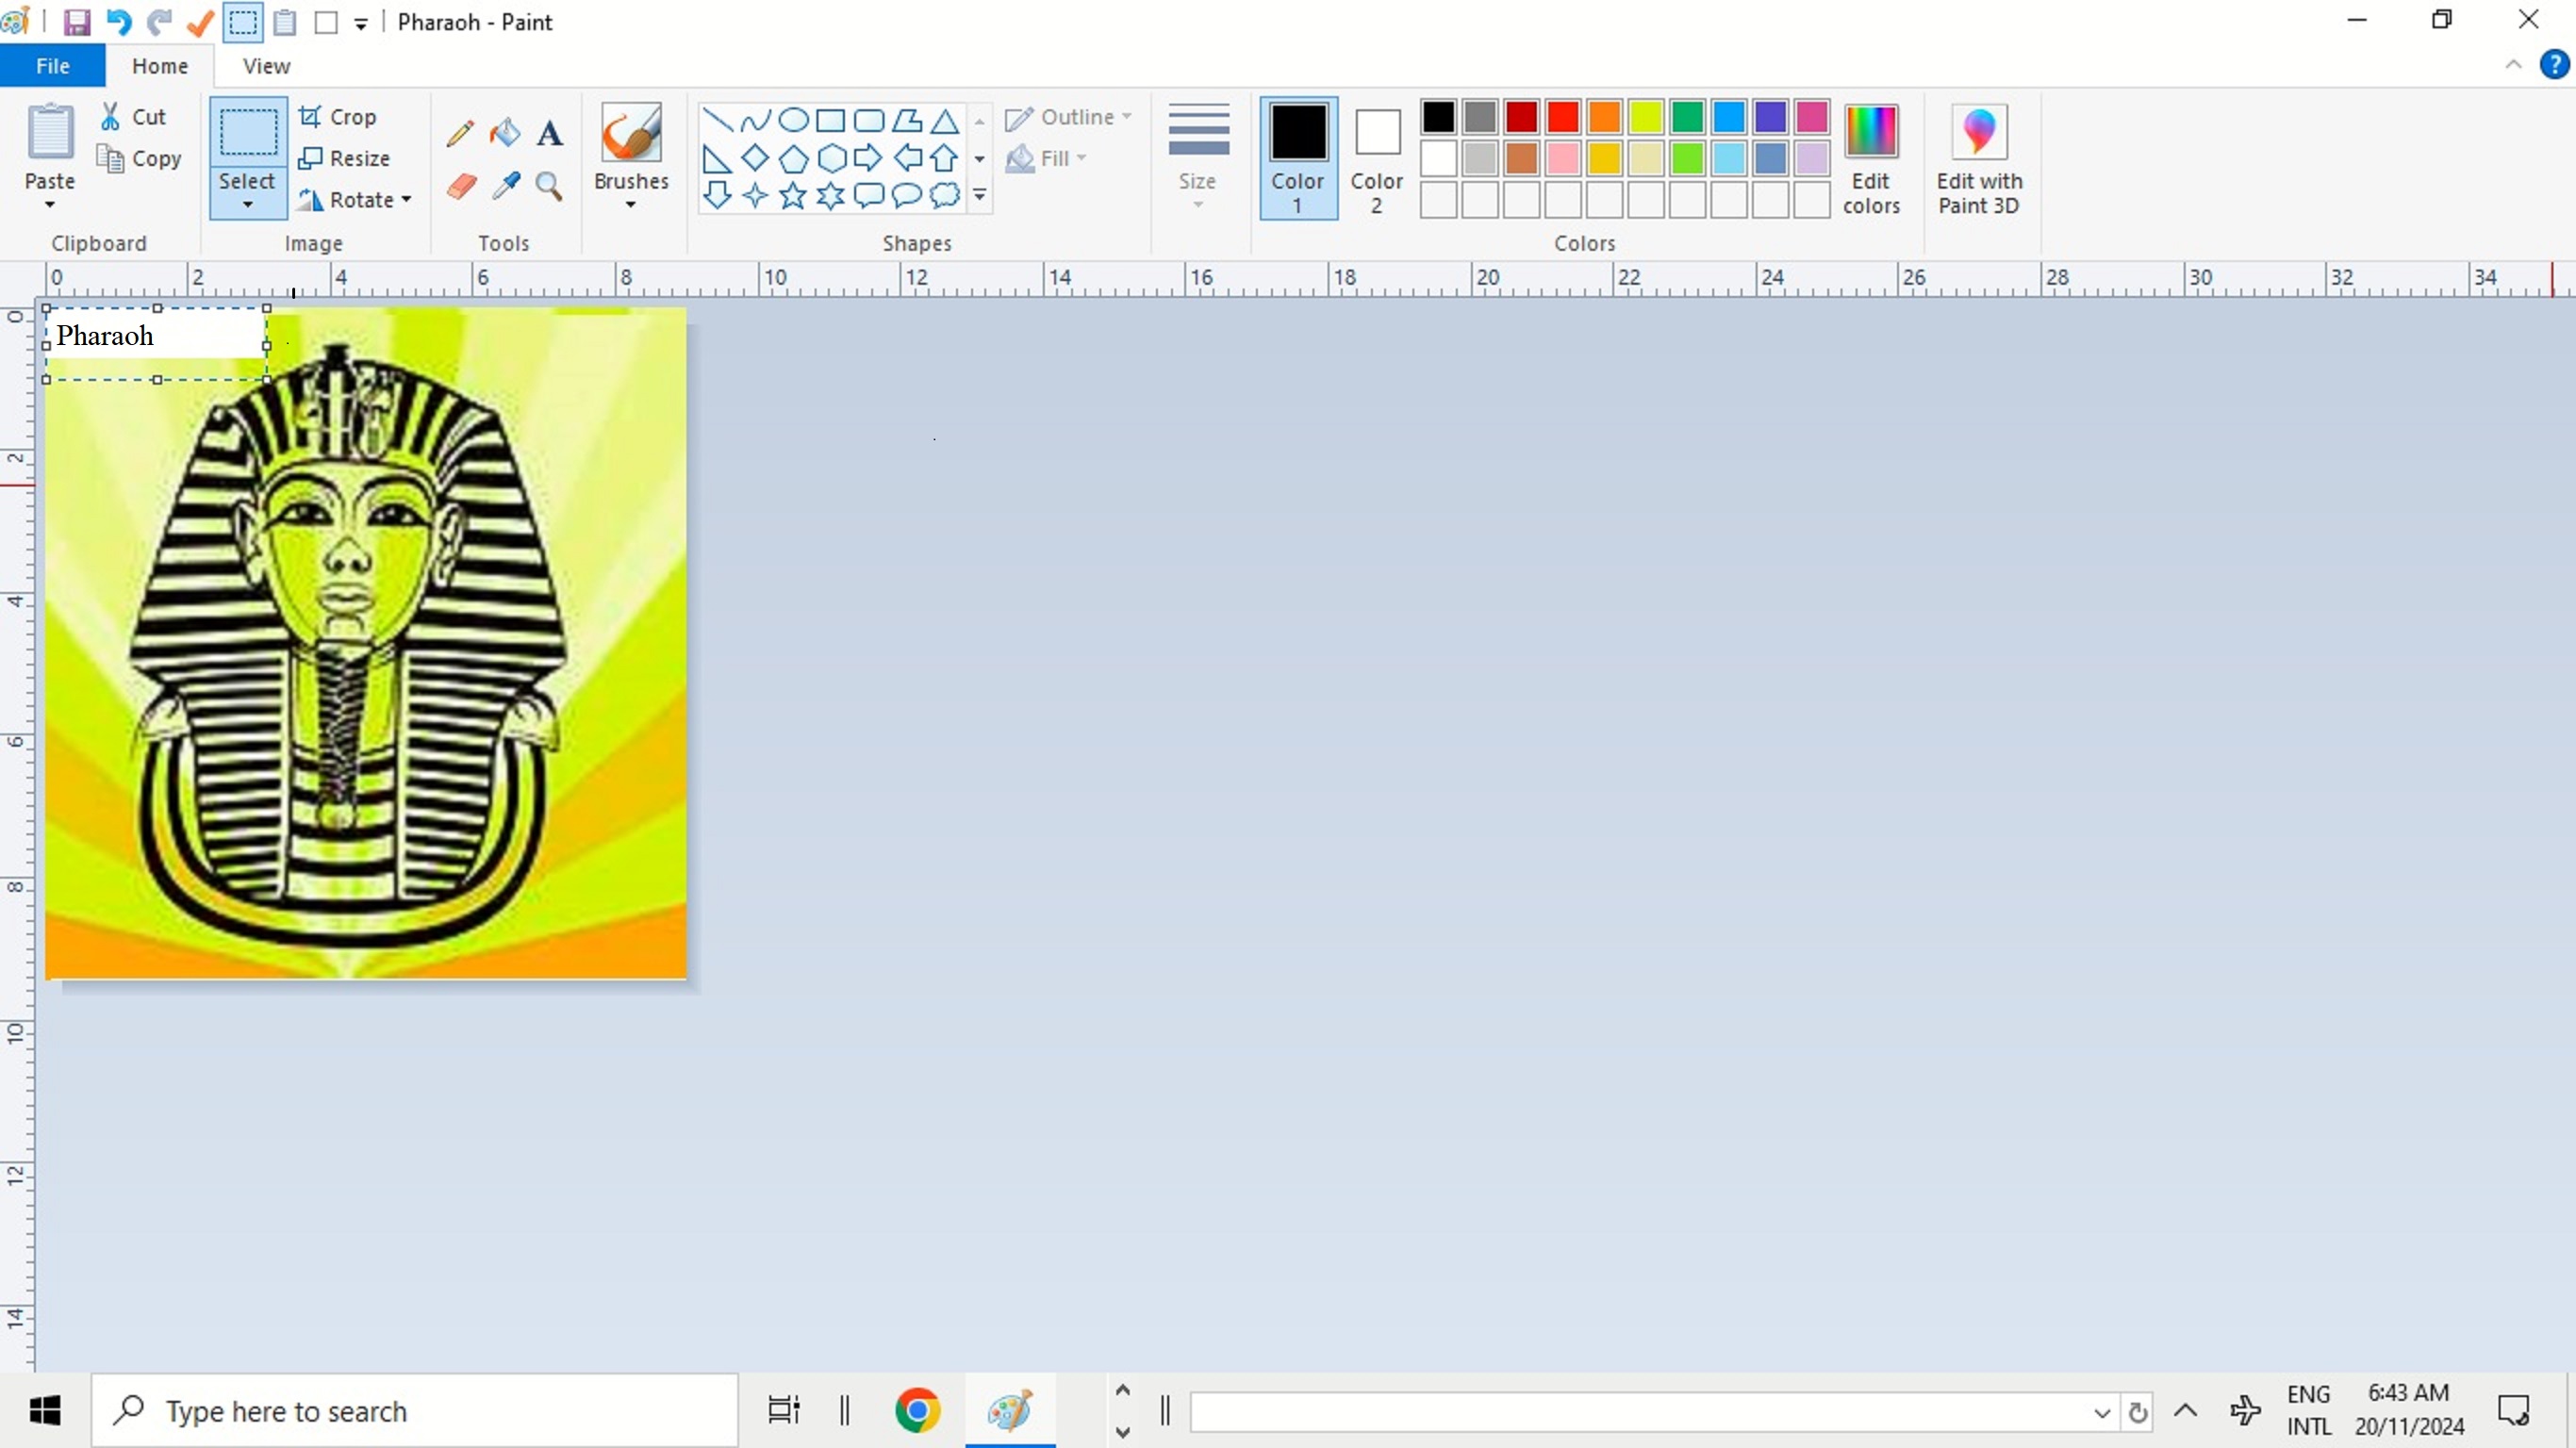 Pharaoh - Paint
File Home View
Paste Cut Copy Select Crop Resize Rotate Brushes Outline Fill Size Color 1 Color 2 Edit colors Edit with Paint 3D
Clipboard Image Tools Shapes Colors
0 2 4 6 8 10 12 14 16 18 20 22 24 26 28 30 32 34
0
Pharaoh
2
4
6
8
10
12
14
Type here to search
ENG 6:43 AM
INTL 20/11/2024